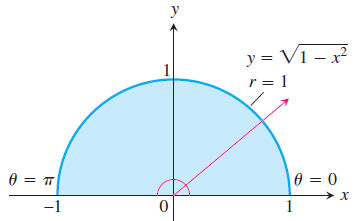 y
y = √1 − x²
r = 1
1
θ = π
θ = 0
x
−1
0
1